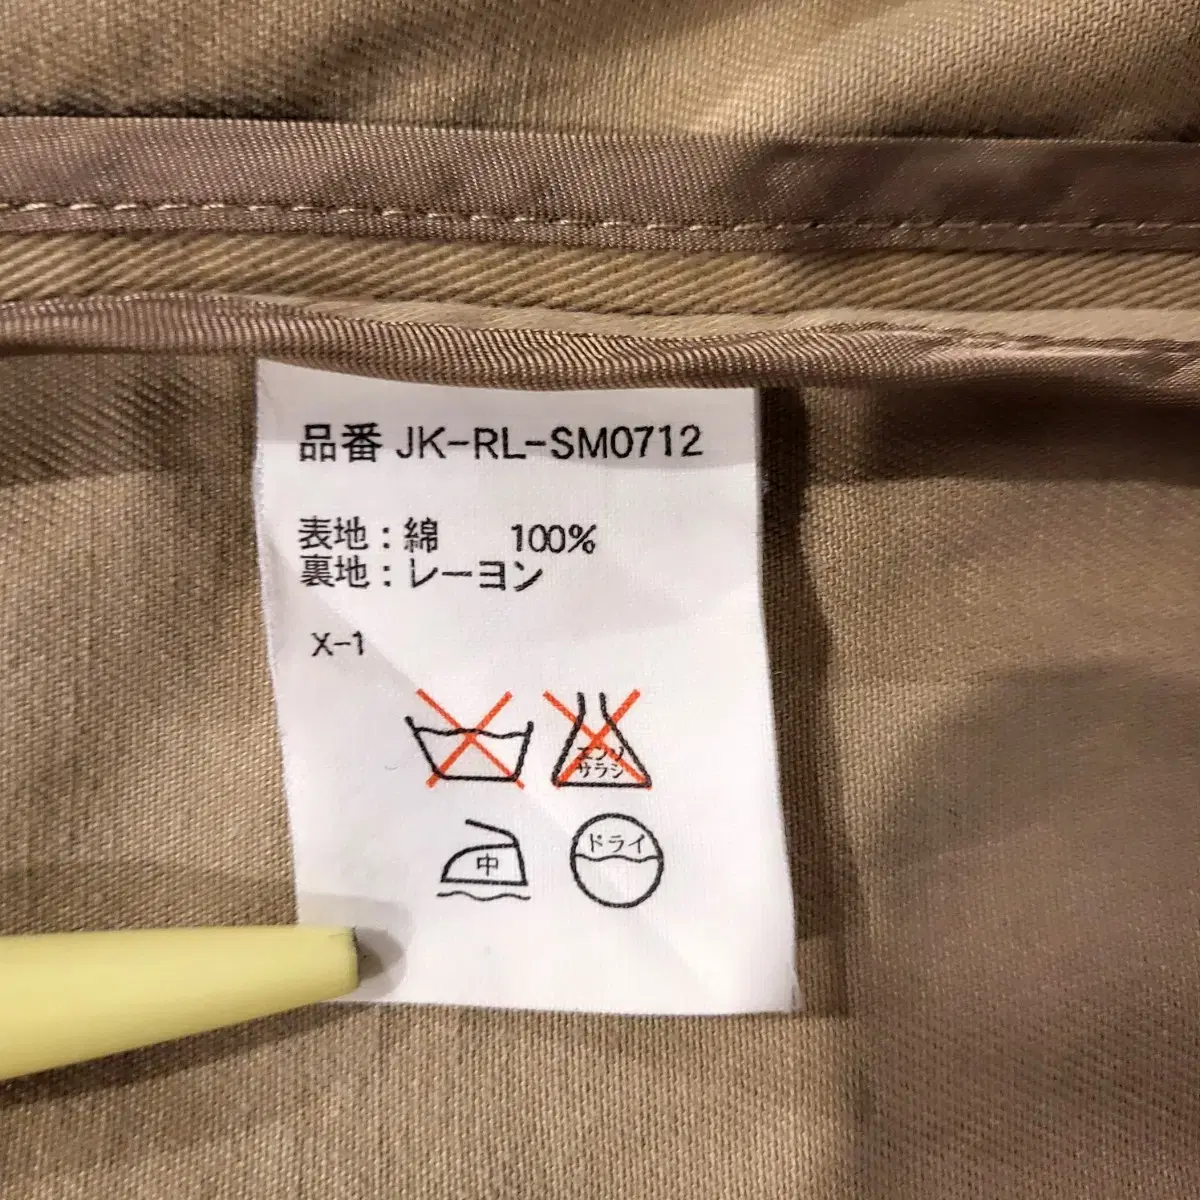 品番 JK-RL-SM0712
表地：綿 100%
裏地：レーヨン
X-1
エンソ
サラシ
中
ドライ